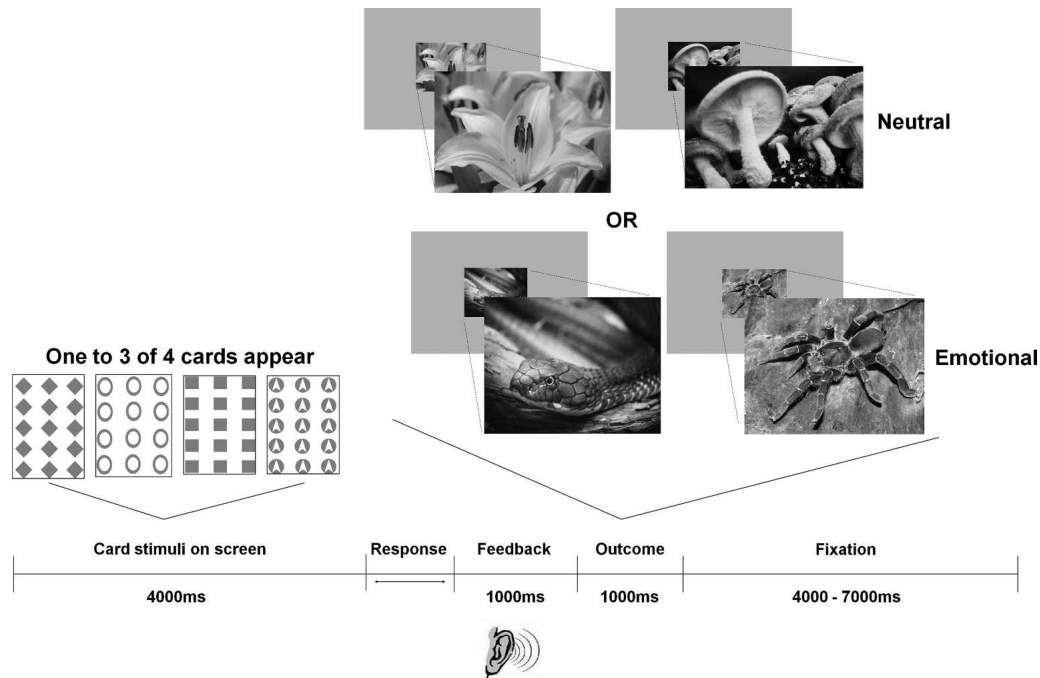 Neutral
OR
Emotional
One to 3 of 4 cards appear
Card stimuli on screen
Response
Feedback
Outcome
Fixation
4000ms
1000ms
1000ms
4000 - 7000ms